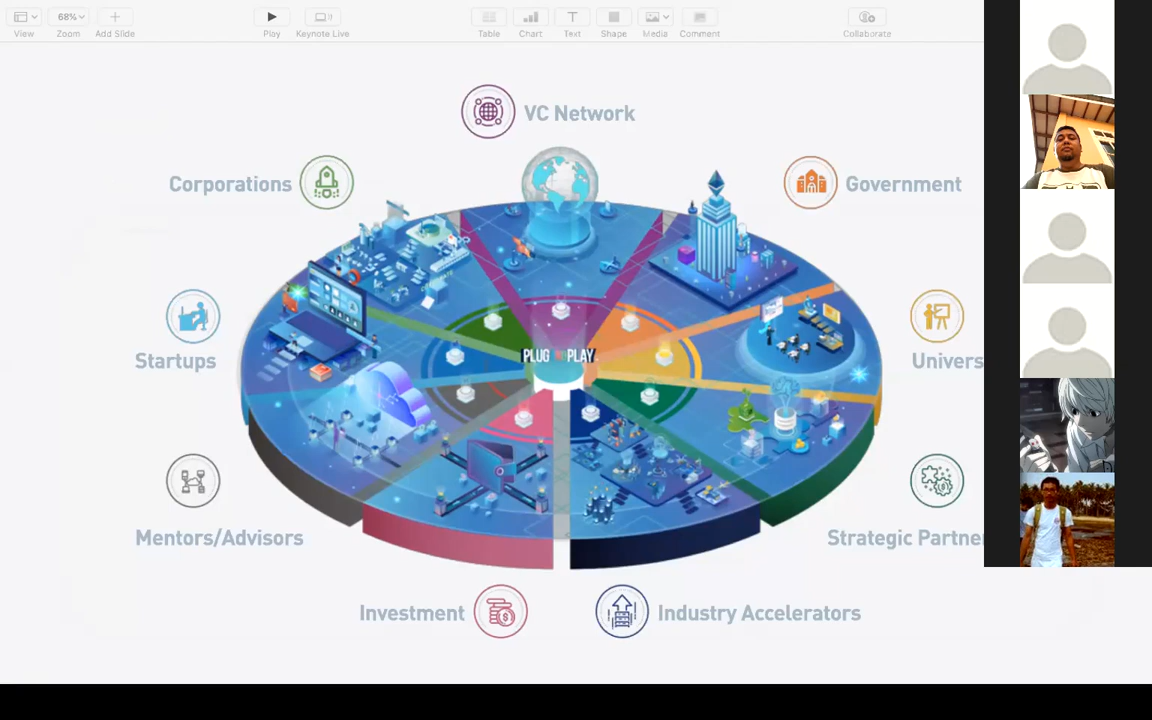 68%
View
Zoom
Add Slide
Play
Keynote Live
Table
Chart
Text
Shape
Media
Comment
Collaborate
VC Network
Corporations
Government
Startups
PLUG AND PLAY
Univers
Mentors/Advisors
Strategic Partne
Investment
Industry Accelerators